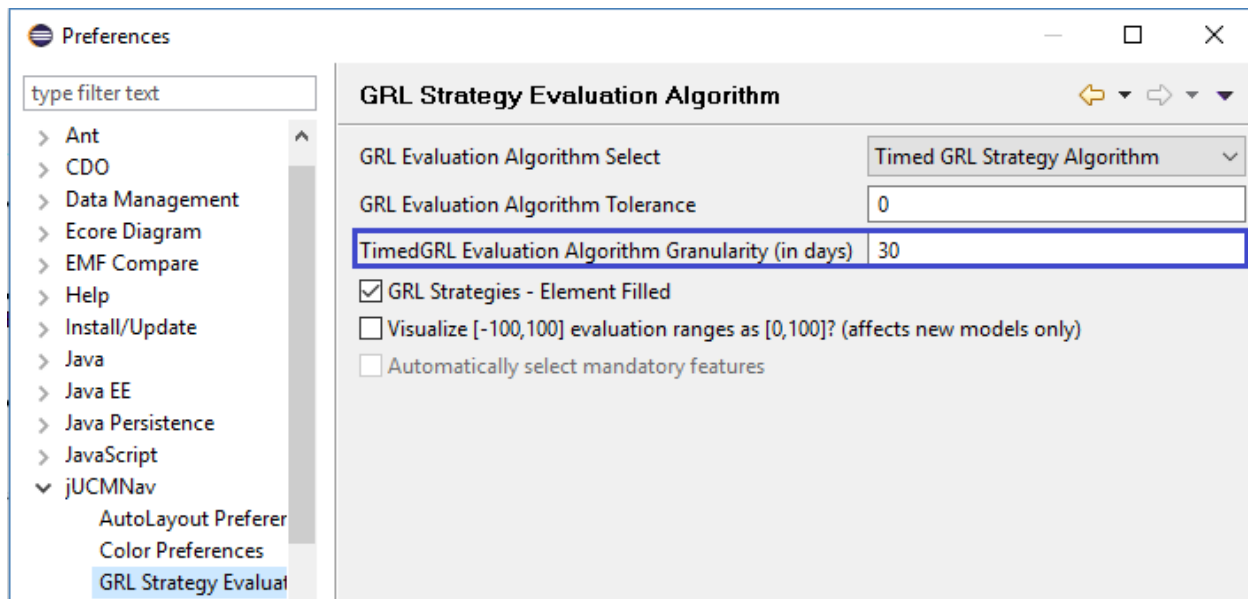 Preferences
type filter text
Ant
CDO
Data Management
Ecore Diagram
EMF Compare
Help
Install/Update
Java
Java EE
Java Persistence
JavaScript
jUCMNav
AutoLayout Preferer
Color Preferences
GRL Strategy Evaluat
GRL Strategy Evaluation Algorithm
GRL Evaluation Algorithm Select Timed GRL Strategy Algorithm
GRL Evaluation Algorithm Tolerance 0
TimedGRL Evaluation Algorithm Granularity (in days) 30
GRL Strategies - Element Filled
Visualize [-100,100] evaluation ranges as [0,100]? (affects new models only)
Automatically select mandatory features